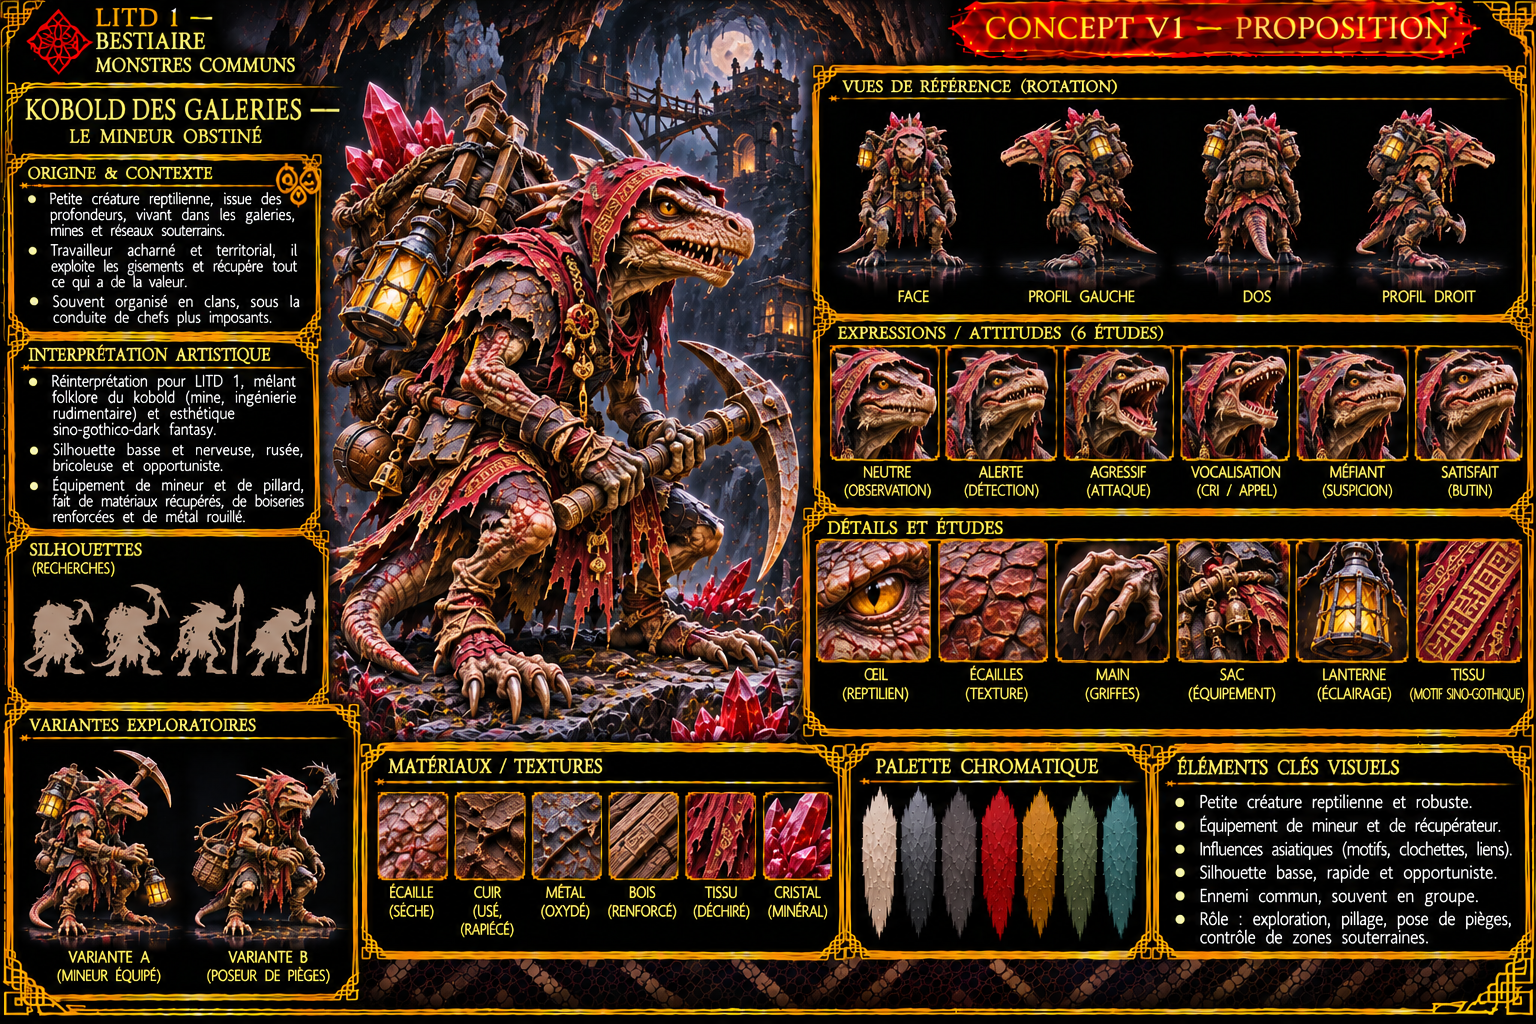 LITD 1 —
BESTIAIRE
MONSTRES COMMUNS
CONCEPT V1 — PROPOSITION
KOBOLD DES GALERIES —
LE MINEUR OBSTINÉ
ORIGINE & CONTEXTE
• Petite créature reptilienne, issue des
profondeurs, vivant dans les galeries,
mines et réseaux souterrains.
• Travailleur acharné et territorial, il
exploite les gisements et récupère tout
ce qui a de la valeur.
• Souvent organisé en clans, sous la
conduite de chefs plus imposants.
INTERPRÉTATION ARTISTIQUE
• Réinterprétation pour LITD 1, mêlant
folklore du kobold (mine, ingénierie
rudimentaire) et esthétique
sino-gothico-dark fantasy.
• Silhouette basse et nerveuse, rusée,
bricoleuse et opportuniste.
• Équipement de mineur et de pillard,
fait de matériaux récupérés, de boiseries
renforcées et de métal rouillé.
SILHOUETTES
(RECHERCHES)
VARIANTES EXPLORATOIRES
VARIANTE A
(MINEUR ÉQUIPÉ)
VARIANTE B
(POSEUR DE PIÈGES)
VUES DE RÉFÉRENCE (ROTATION)
FACE
PROFIL GAUCHE
DOS
PROFIL DROIT
EXPRESSIONS / ATTITUDES (6 ÉTUDES)
NEUTRE
(OBSERVATION)
ALERTE
(DÉTECTION)
AGRESSIF
(ATTAQUE)
VOCALISATION
(CRI / APPEL)
MÉFIANT
(SUSPICION)
SATISFAIT
(BUTIN)
DÉTAILS ET ÉTUDES
ŒIL
(REPTILIEN)
ÉCAILLES
(TEXTURE)
MAIN
(GRIFFES)
SAC
(ÉQUIPEMENT)
LANTERNE
(ÉCLAIRAGE)
TISSU
(MOTIF SINO-GOTHIQUE)
MATÉRIAUX / TEXTURES
ÉCAILLE
(SÈCHE)
CUIR
(USÉ,
RAPIÉCÉ)
MÉTAL
(OXYDÉ)
BOIS
(RENFORCÉ)
TISSU
(DÉCHIRÉ)
CRISTAL
(MINÉRAL)
PALETTE CHROMATIQUE
ÉLÉMENTS CLÉS VISUELS
• Petite créature reptilienne et robuste.
• Équipement de mineur et de récupérateur.
• Influences asiatiques (motifs, clochettes, liens).
• Silhouette basse, rapide et opportuniste.
• Ennemi commun, souvent en groupe.
• Rôle : exploration, pillage, pose de pièges,
contrôle de zones souterraines.